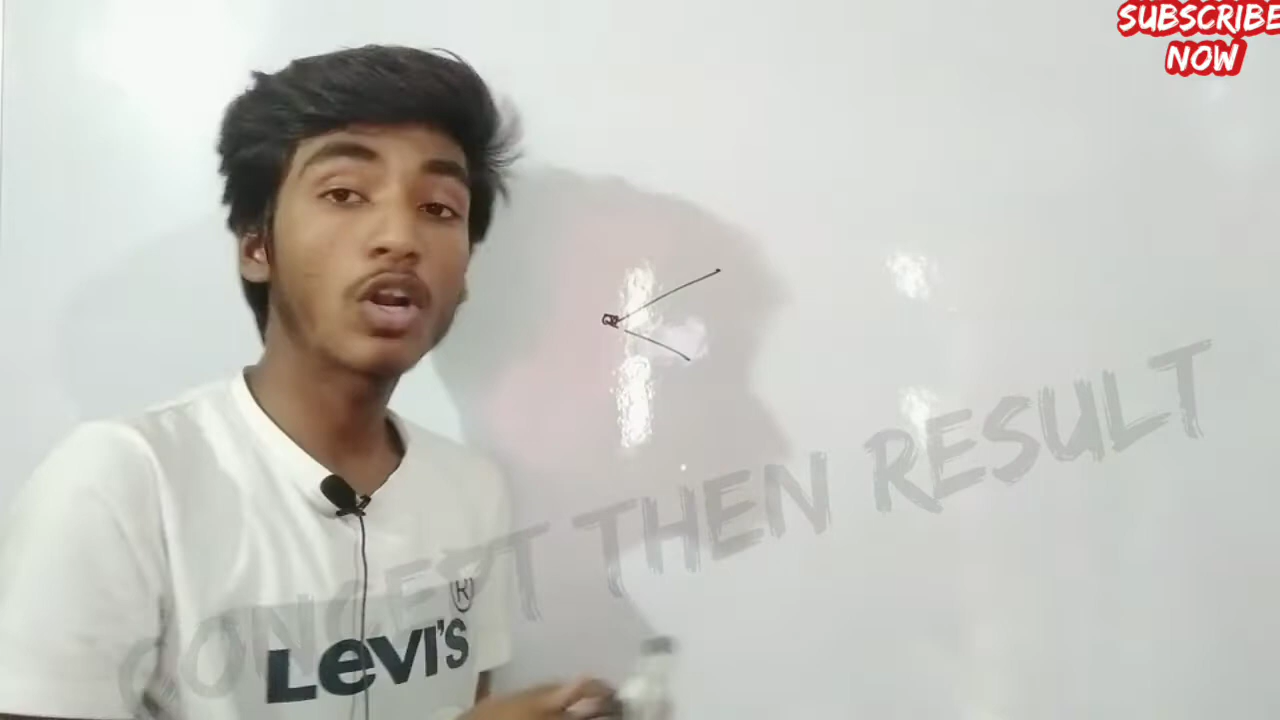 SUBSCRIBE
NOW
CONCEPT THEN RESULT
®
LEVI'S